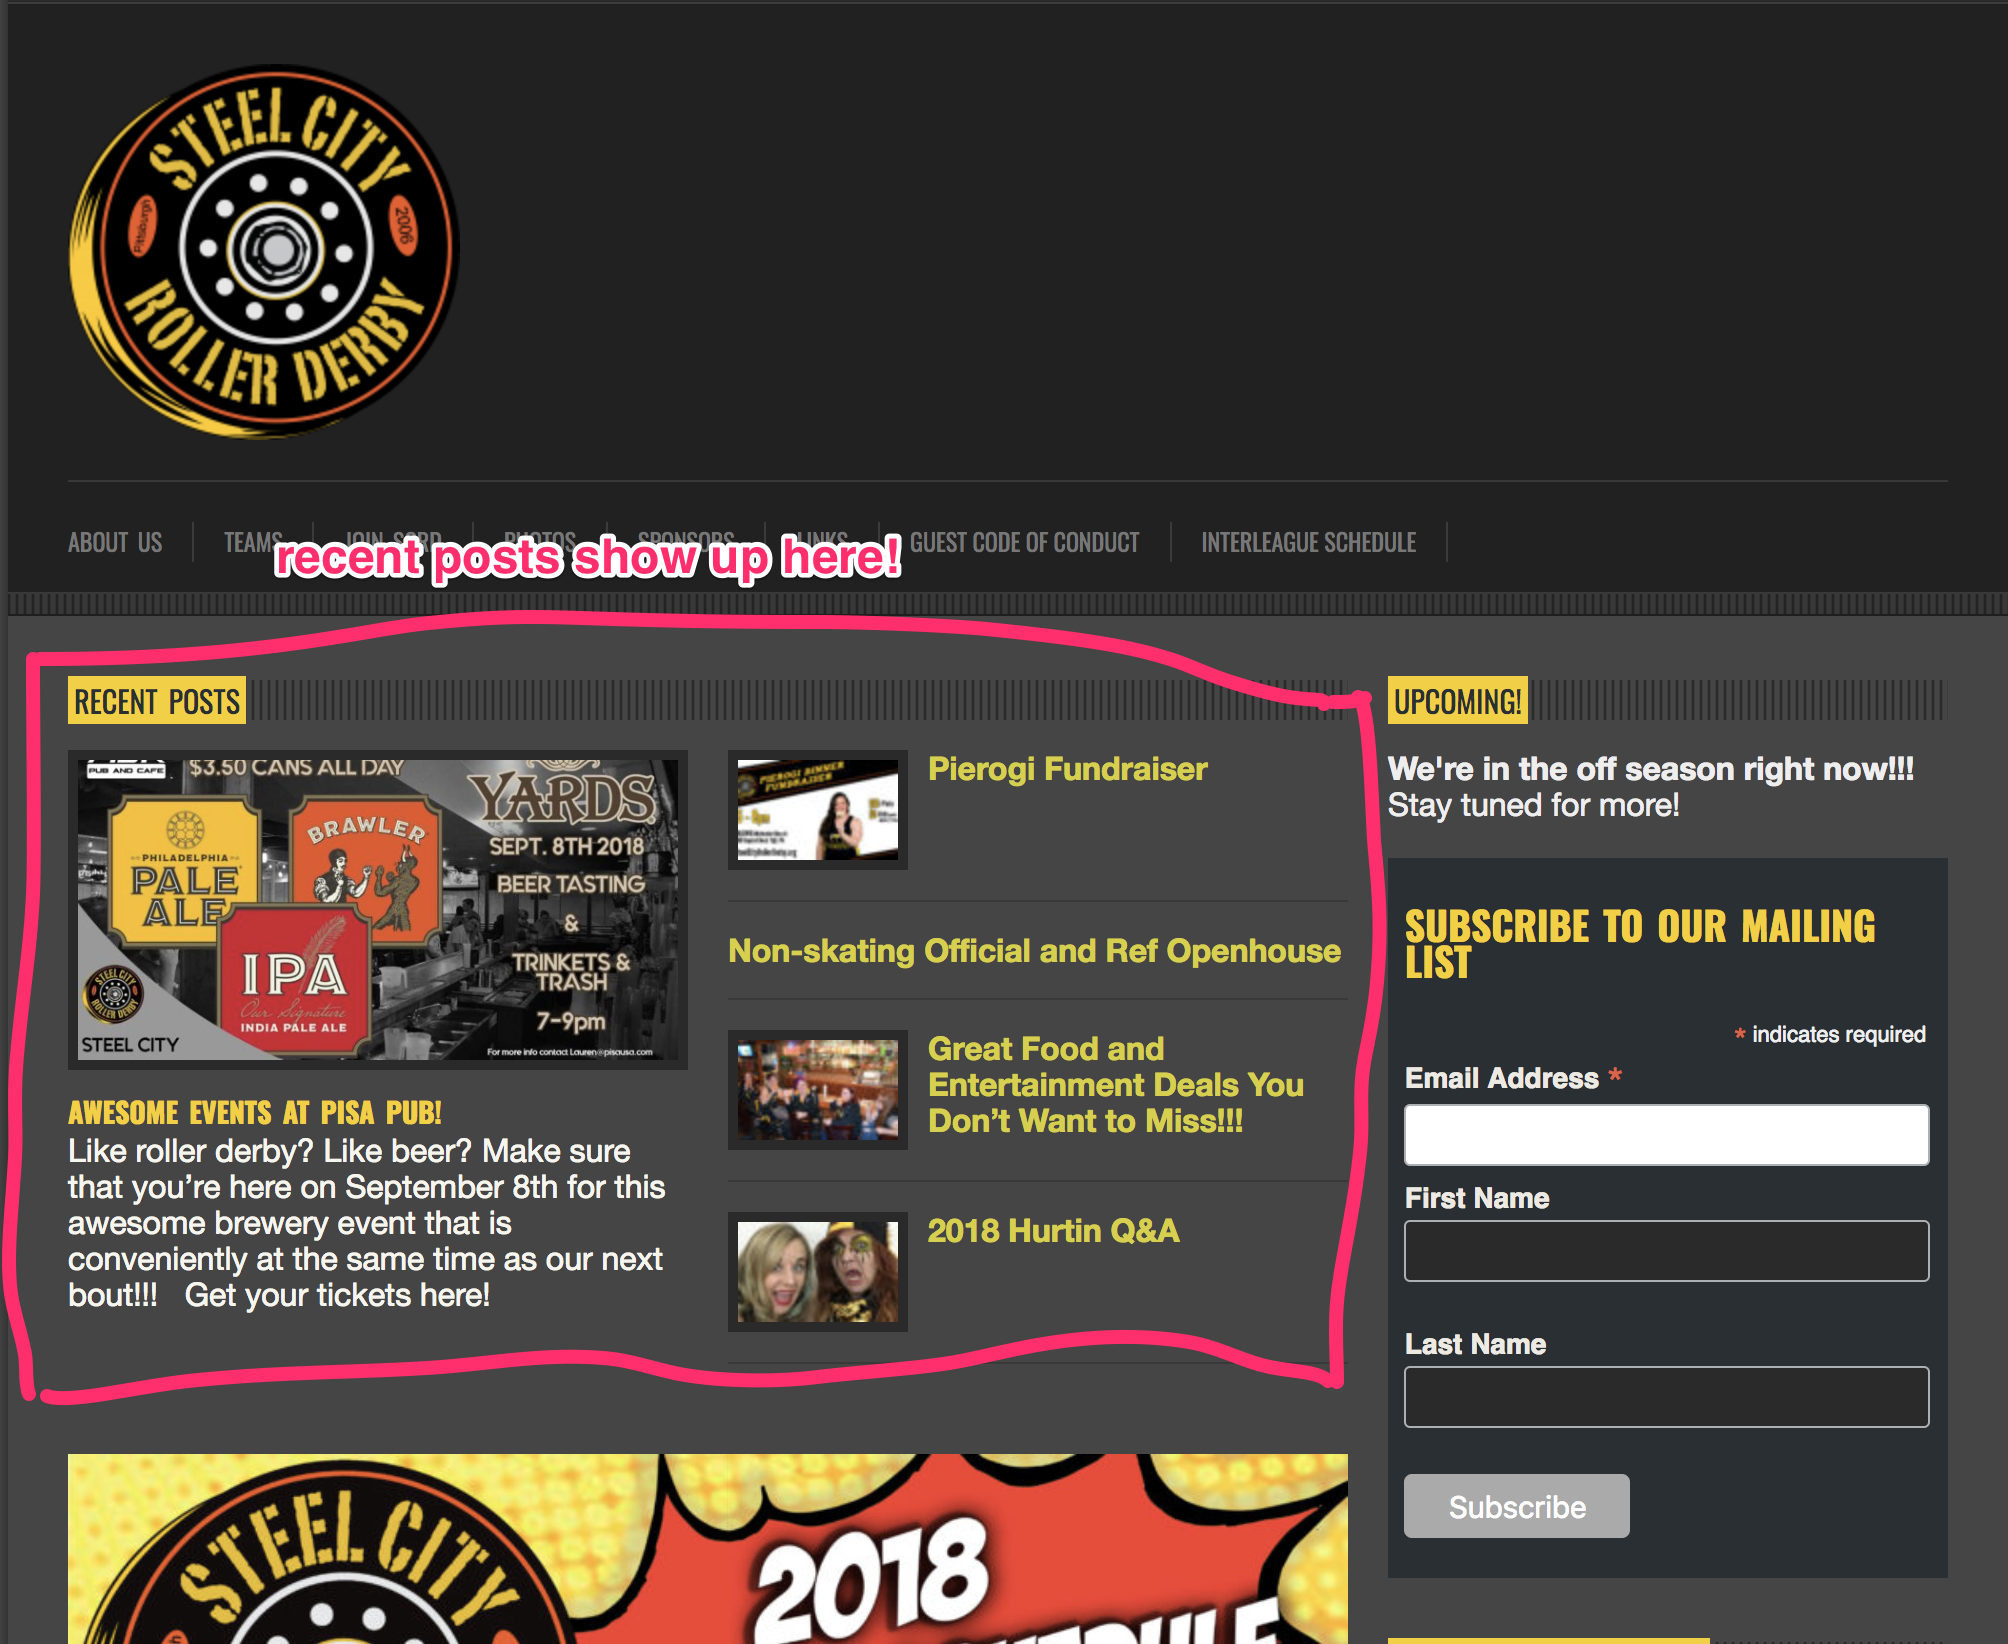 STEEL CITY
Pittsburgh
2006
ROLLER DERBY
ABOUT US
TEAMS
JOIN SCRD
PHOTOS
SPONSORS
LINKS
GUEST CODE OF CONDUCT
INTERLEAGUE SCHEDULE
recent posts show up here!
RECENT POSTS
PUB AND CAFE
$3.50 CANS ALL DAY
YARDS
PHILADELPHIA
PALE
ALE
BRAWLER
IPA
Our Signature
INDIA PALE ALE
SEPT. 8TH 2018
BEER TASTING
&
TRINKETS &
TRASH
7-9pm
STEEL CITY
ROLLER DERBY
STEEL CITY
For more info contact Lauren@pisausa.com
AWESOME EVENTS AT PISA PUB!
Like roller derby? Like beer? Make sure
that you’re here on September 8th for this
awesome brewery event that is
conveniently at the same time as our next
bout!!! Get your tickets here!
PIEROGI DINNER
FUNDRAISER
Pierogi Fundraiser
Non-skating Official and Ref Openhouse
Great Food and
Entertainment Deals You
Don’t Want to Miss!!!
2018 Hurtin Q&A
UPCOMING!
We're in the off season right now!!!
Stay tuned for more!
SUBSCRIBE TO OUR MAILING
LIST
* indicates required
Email Address *
First Name
Last Name
Subscribe
STEEL CITY
2018